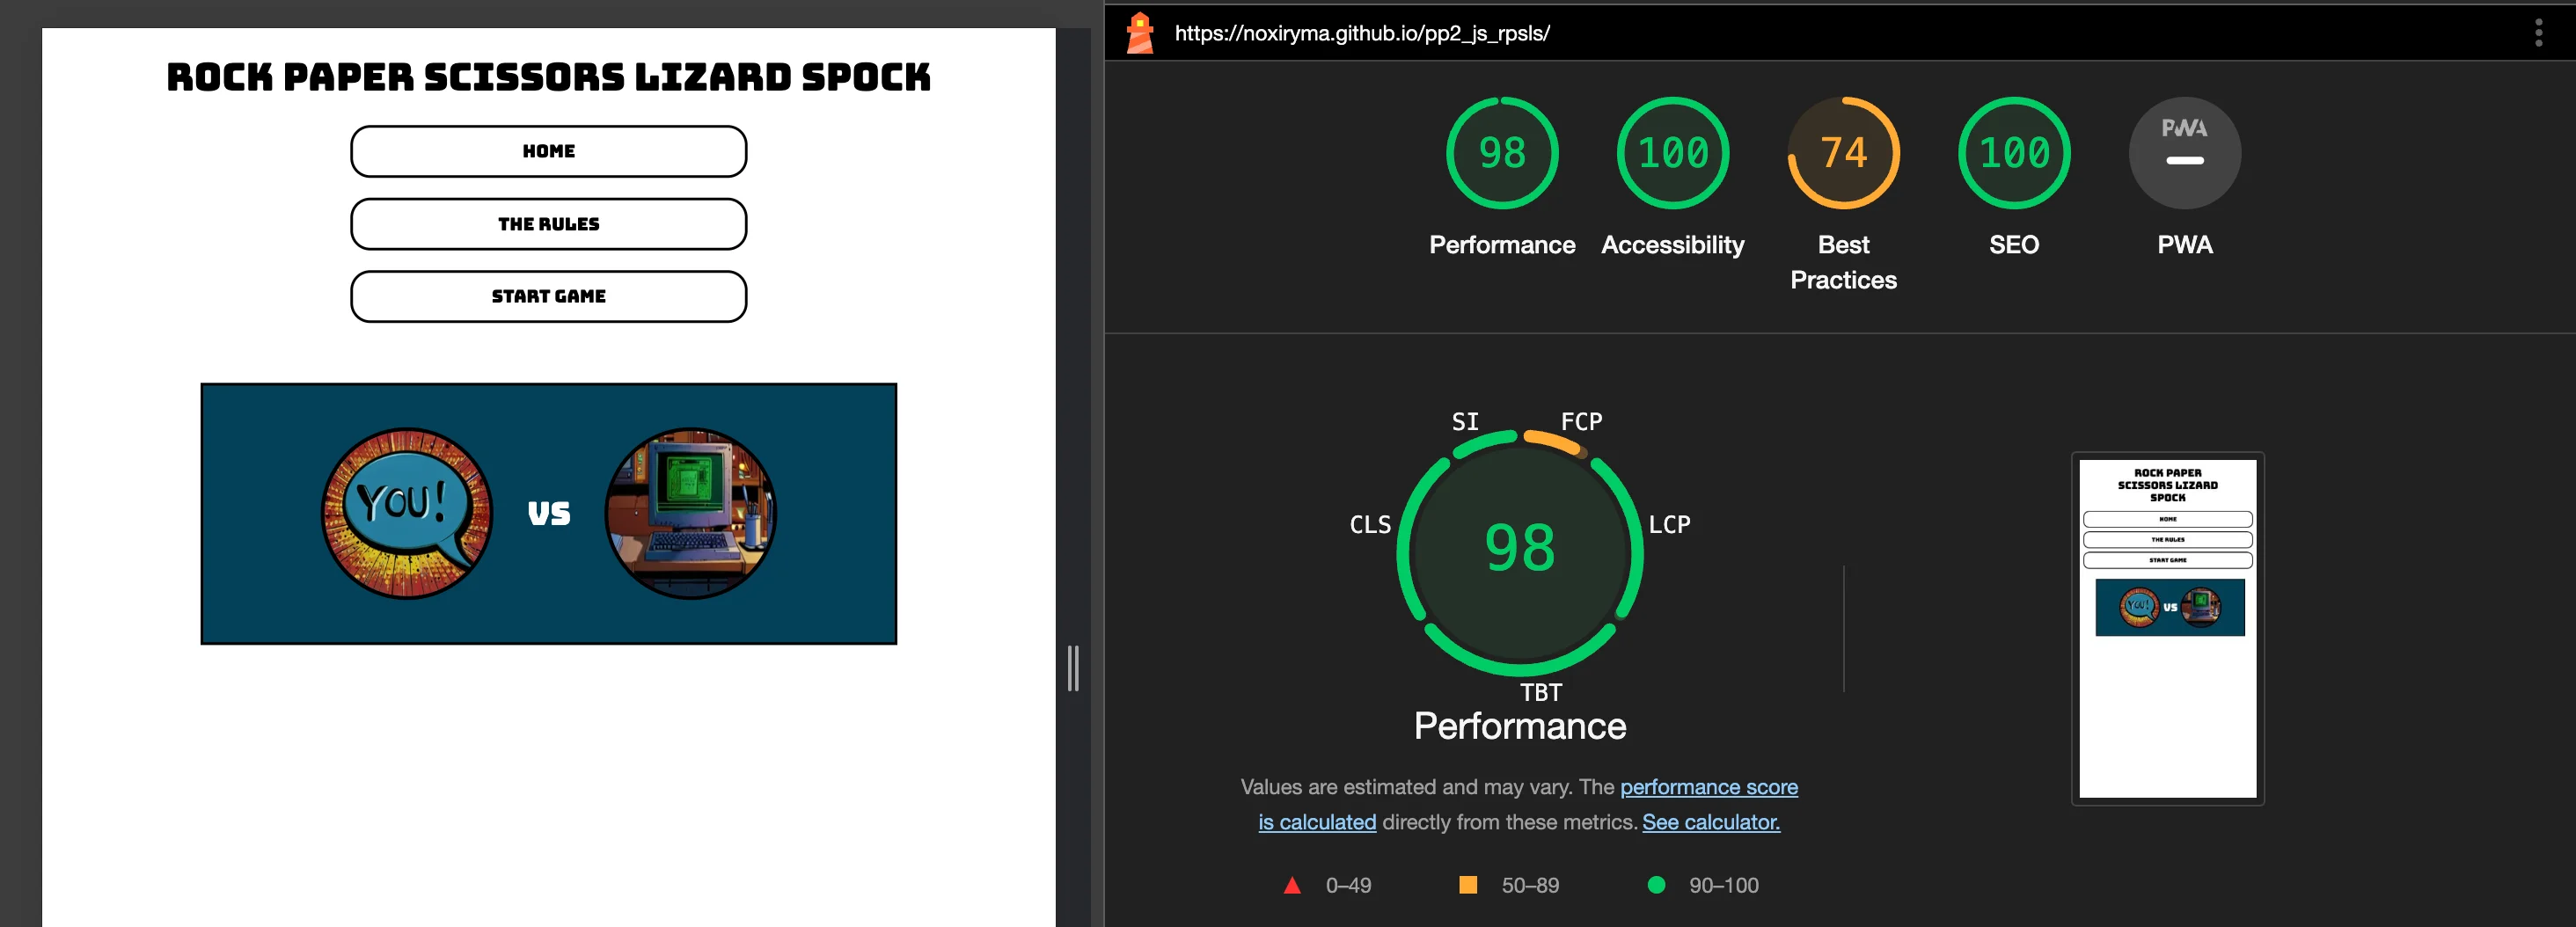 ROCK PAPER SCISSORS LIZARD SPOCK
HOME
THE RULES
START GAME
YOU!
VS
https://noxiryma.github.io/pp2_js_rpsls/
98
100
74
100
PWA
Performance
Accessibility
Best
Practices
SEO
PWA
SI
FCP
CLS
LCP
98
TBT
Performance
Values are estimated and may vary. The performance score
is calculated directly from these metrics. See calculator.
0–49
50–89
90–100
ROCK PAPER
SCISSORS LIZARD
SPOCK
HOME
THE RULES
START GAME
YOU!
VS